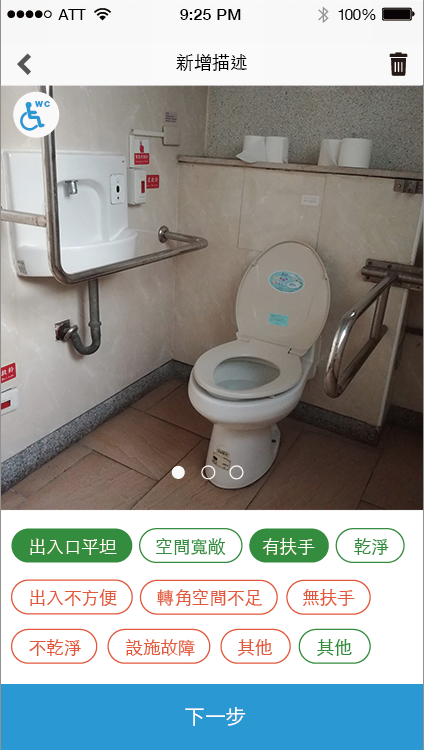 ATT 9:25 PM 100%
新增描述
WC
出入口平坦 空間寬敞 有扶手 乾淨
出入不方便 轉角空間不足 無扶手
不乾淨 設施故障 其他 其他
下一步